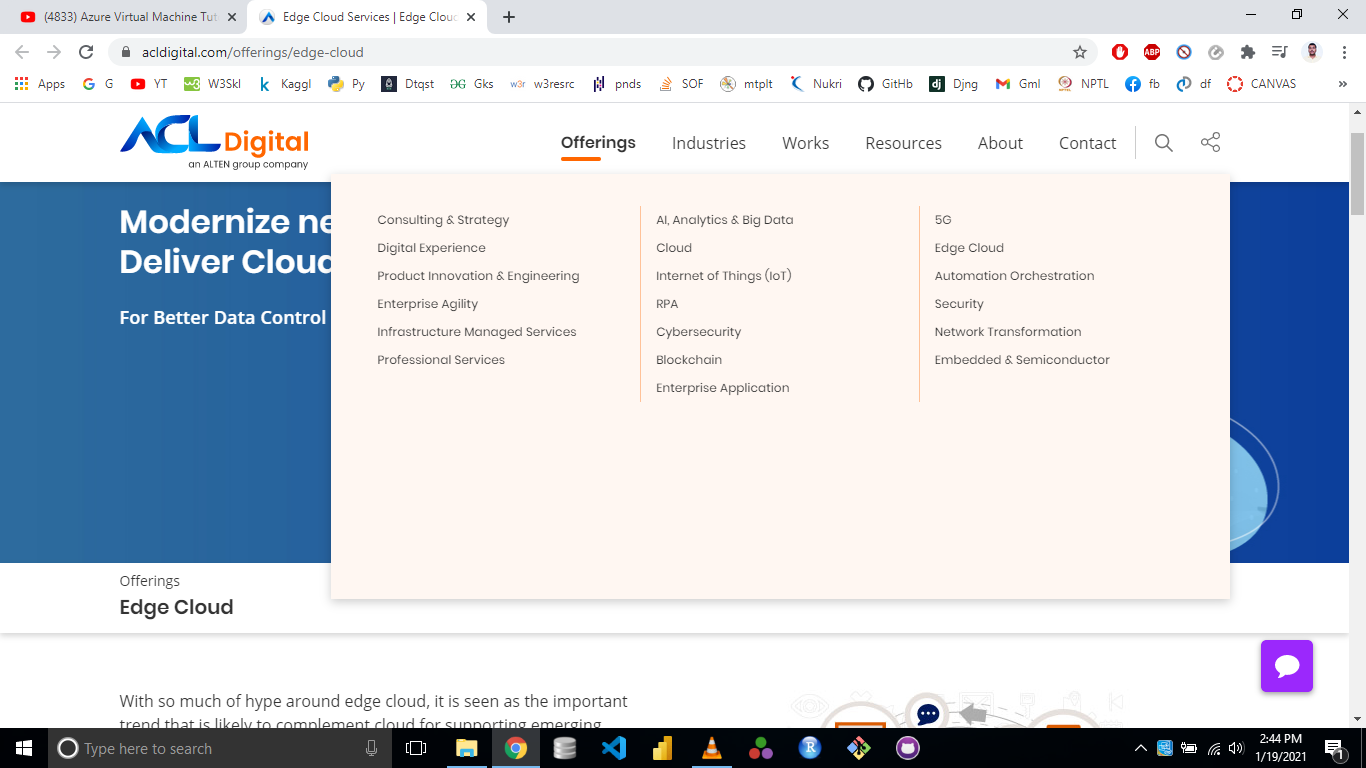 (4833) Azure Virtual Machine Tut
Edge Cloud Services | Edge Clou
acldigital.com/offerings/edge-cloud
ABP
Apps
G
YT
W3Skl
Kaggl
Py
Dtqst
Gks
w3r
w3resrc
pnds
SOF
mtplt
Nukri
GitHb
dj
Djng
Gml
NPTL
fb
df
CANVAS
»
ACL Digital
an ALTEN group company
Offerings
Industries
Works
Resources
About
Contact
Modernize ne
Deliver Cloud
For Better Data Control
Consulting & Strategy
Digital Experience
Product Innovation & Engineering
Enterprise Agility
Infrastructure Managed Services
Professional Services
AI, Analytics & Big Data
Cloud
Internet of Things (IoT)
RPA
Cybersecurity
Blockchain
Enterprise Application
5G
Edge Cloud
Automation Orchestration
Security
Network Transformation
Embedded & Semiconductor
Offerings
Edge Cloud
With so much of hype around edge cloud, it is seen as the important
trend that is likely to complement cloud for supporting emerging
Type here to search
R
2:44 PM
1/19/2021
1